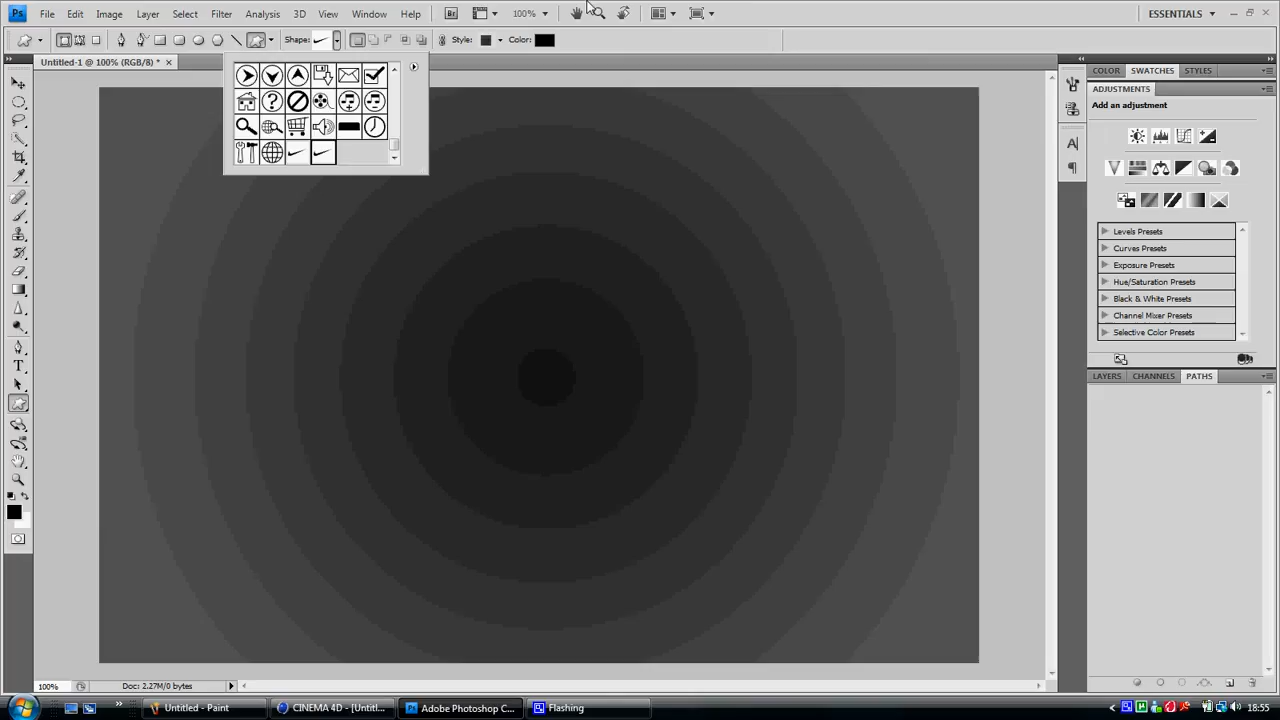 Ps File Edit Image Layer Select Filter Analysis 3D View Window Help Br 100% ESSENTIALS
Shape: Style: Color:
Untitled-1 @ 100% (RGB/8) *
COLOR SWATCHES STYLES
ADJUSTMENTS
Add an adjustment
Levels Presets
Curves Presets
Exposure Presets
Hue/Saturation Presets
Black & White Presets
Channel Mixer Presets
Selective Color Presets
LAYERS CHANNELS PATHS
100% Doc: 2.27M/0 bytes
Untitled - Paint CINEMA 4D - [Untitl... Adobe Photoshop C... Flashing 18:55